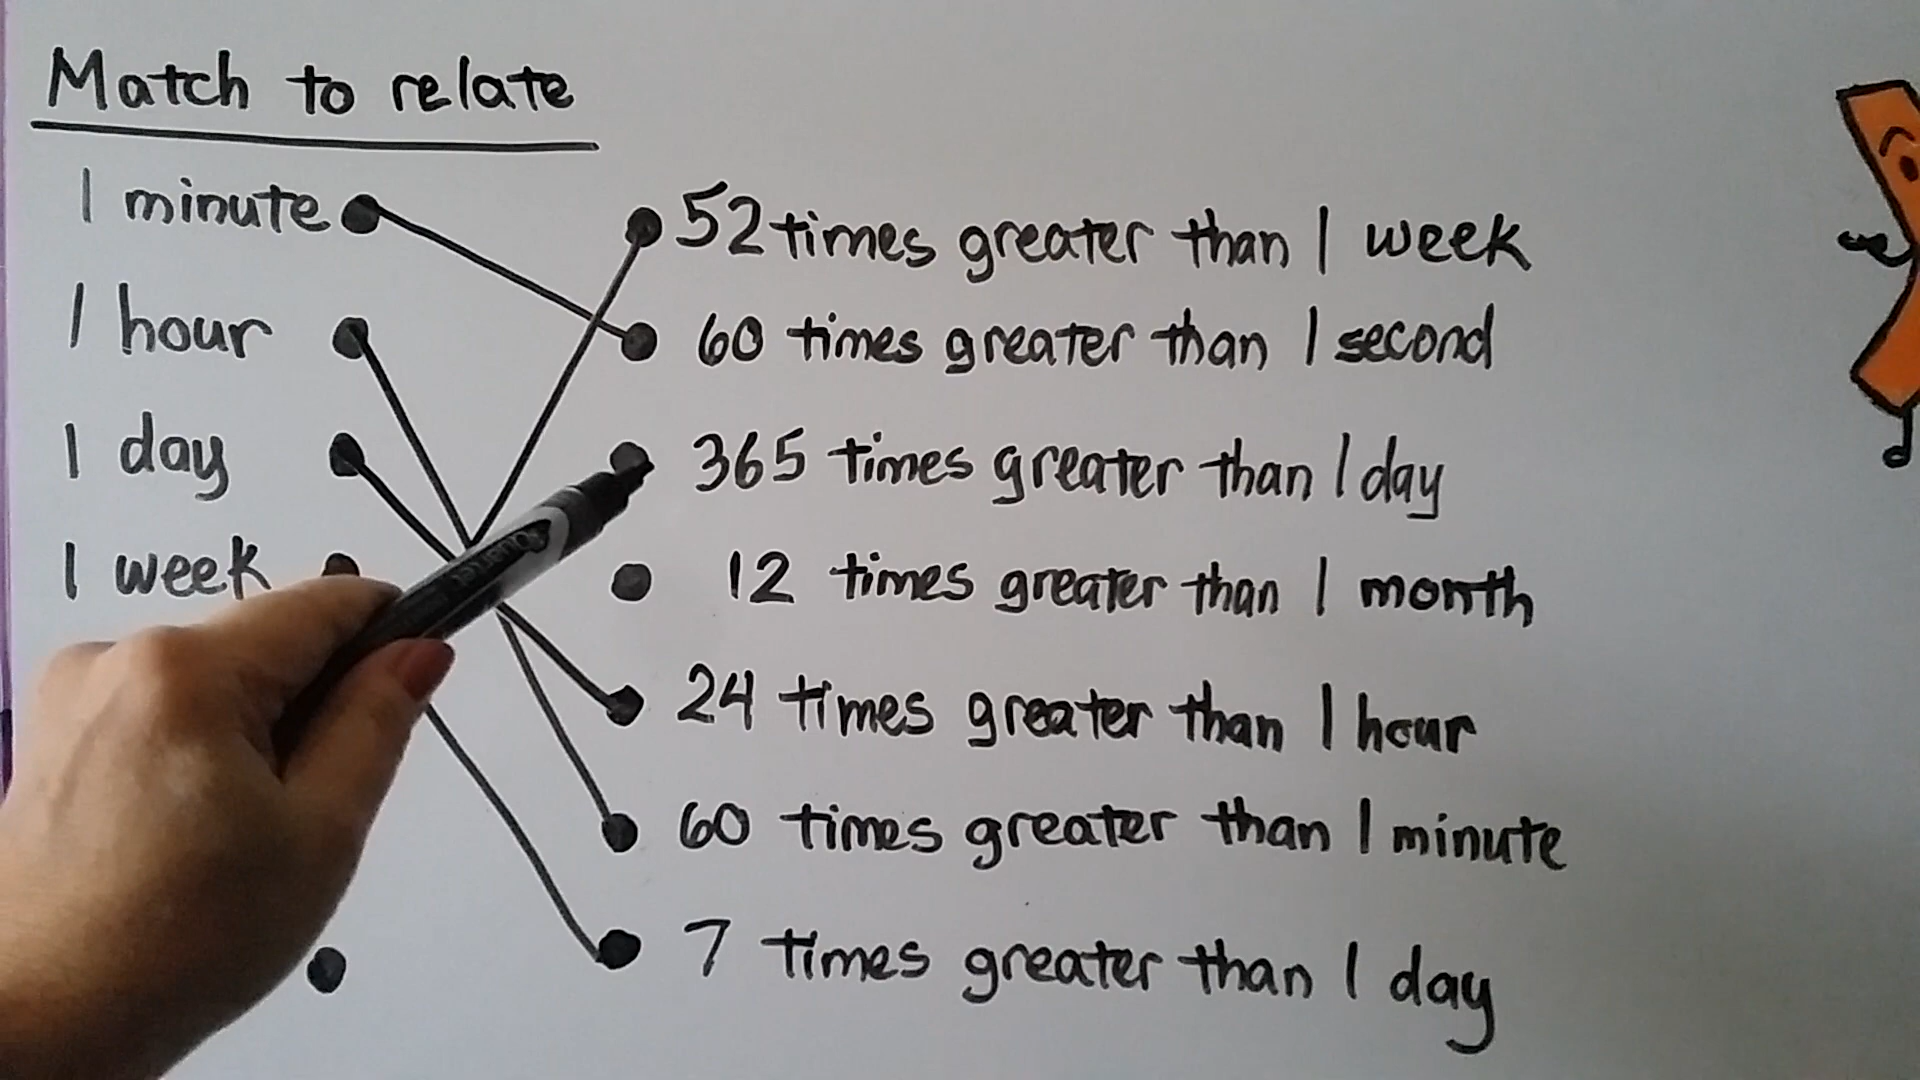 Match to relate
1 minute
1 hour
1 day
1 week
52 times greater than 1 week
60 times greater than 1 second
365 times greater than 1 day
12 times greater than 1 month
24 times greater than 1 hour
60 times greater than 1 minute
7 times greater than 1 day